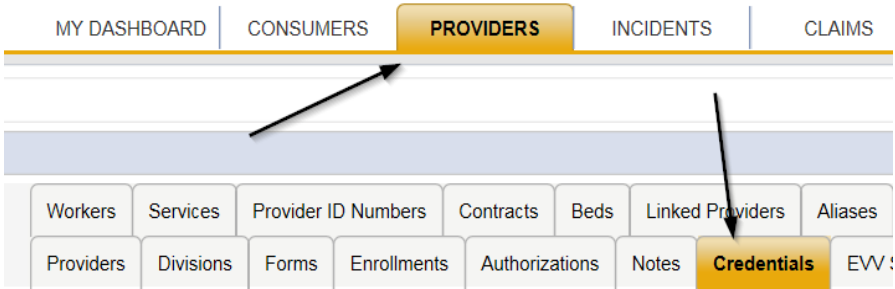 MY DASHBOARD CONSUMERS PROVIDERS INCIDENTS CLAIMS
Workers Services Provider ID Numbers Contracts Beds Linked Providers Aliases
Providers Divisions Forms Enrollments Authorizations Notes Credentials EVV